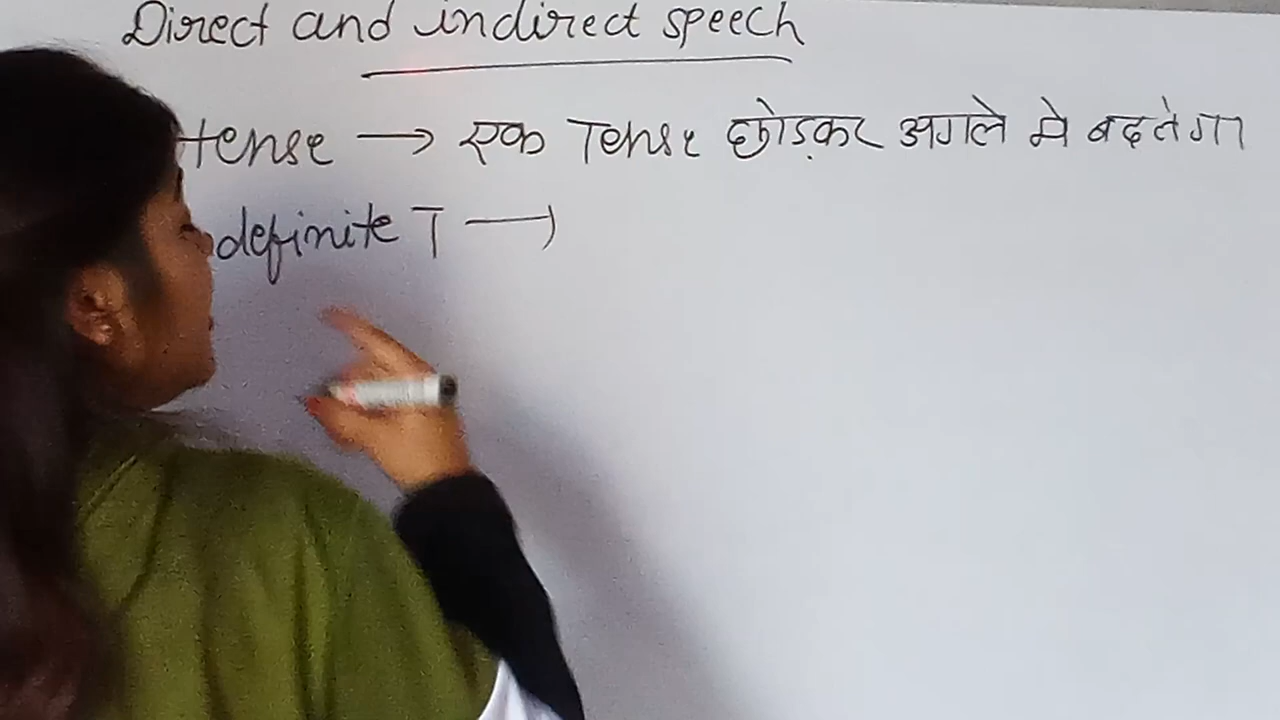 Direct and indirect speech
tense → एक Tense छोड़कर अगले मे बदलेगा
definite T →